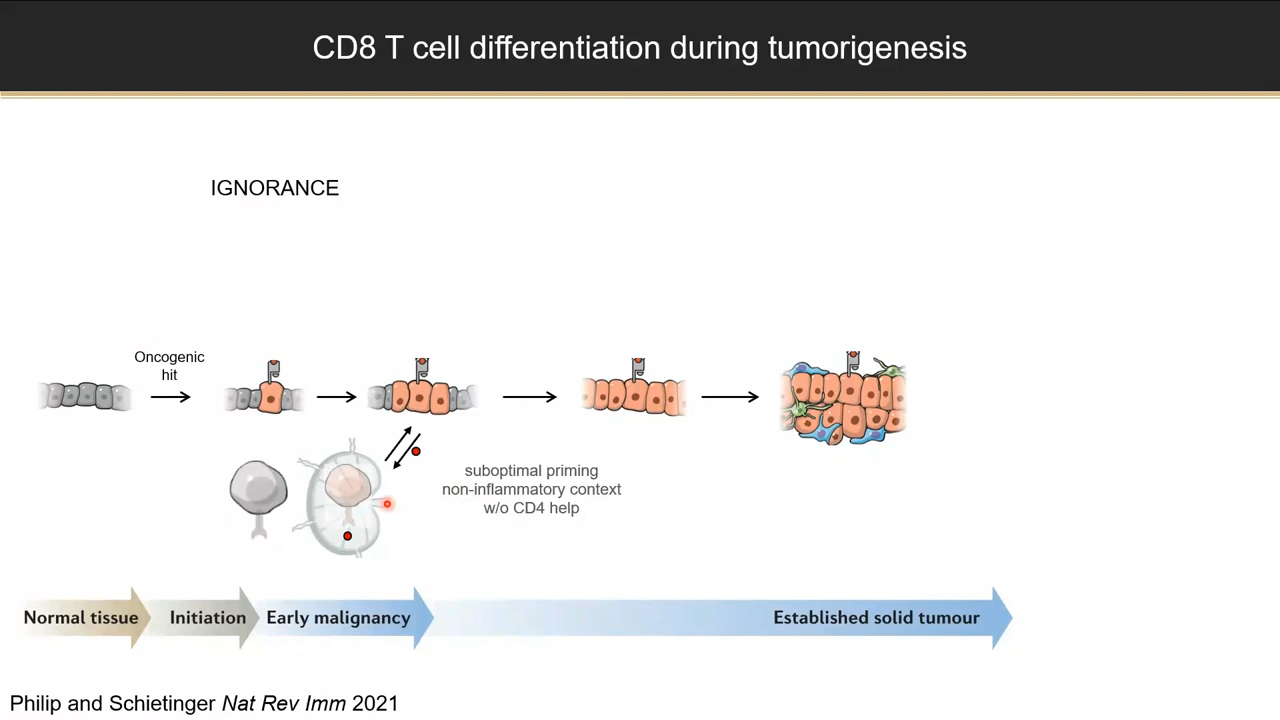 CD8 T cell differentiation during tumorigenesis
IGNORANCE
Oncogenic
hit
suboptimal priming
non-inflammatory context
w/o CD4 help
Normal tissue
Initiation
Early malignancy
Established solid tumour
Philip and Schietinger Nat Rev Imm 2021